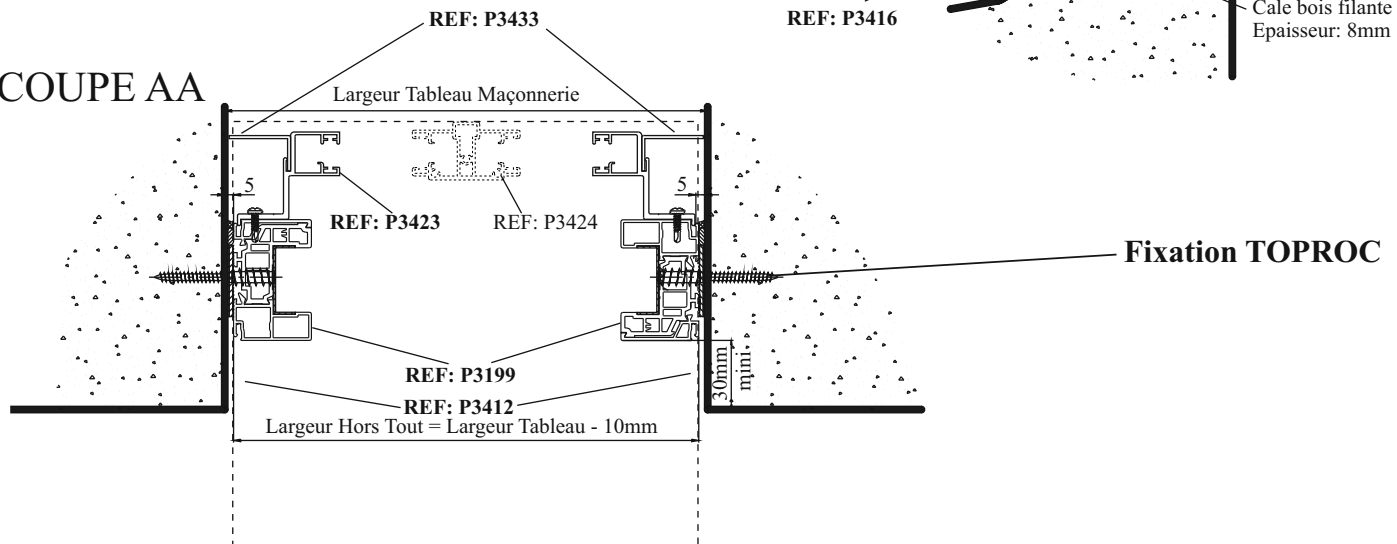 REF: P3433
REF: P3416
Cale bois filante
Epaisseur: 8mm
COUPE AA
Largeur Tableau Maçonnerie
5
5
REF: P3423
REF: P3424
Fixation TOPROC
30mm
mini.
REF: P3199
REF: P3412
Largeur Hors Tout = Largeur Tableau - 10mm